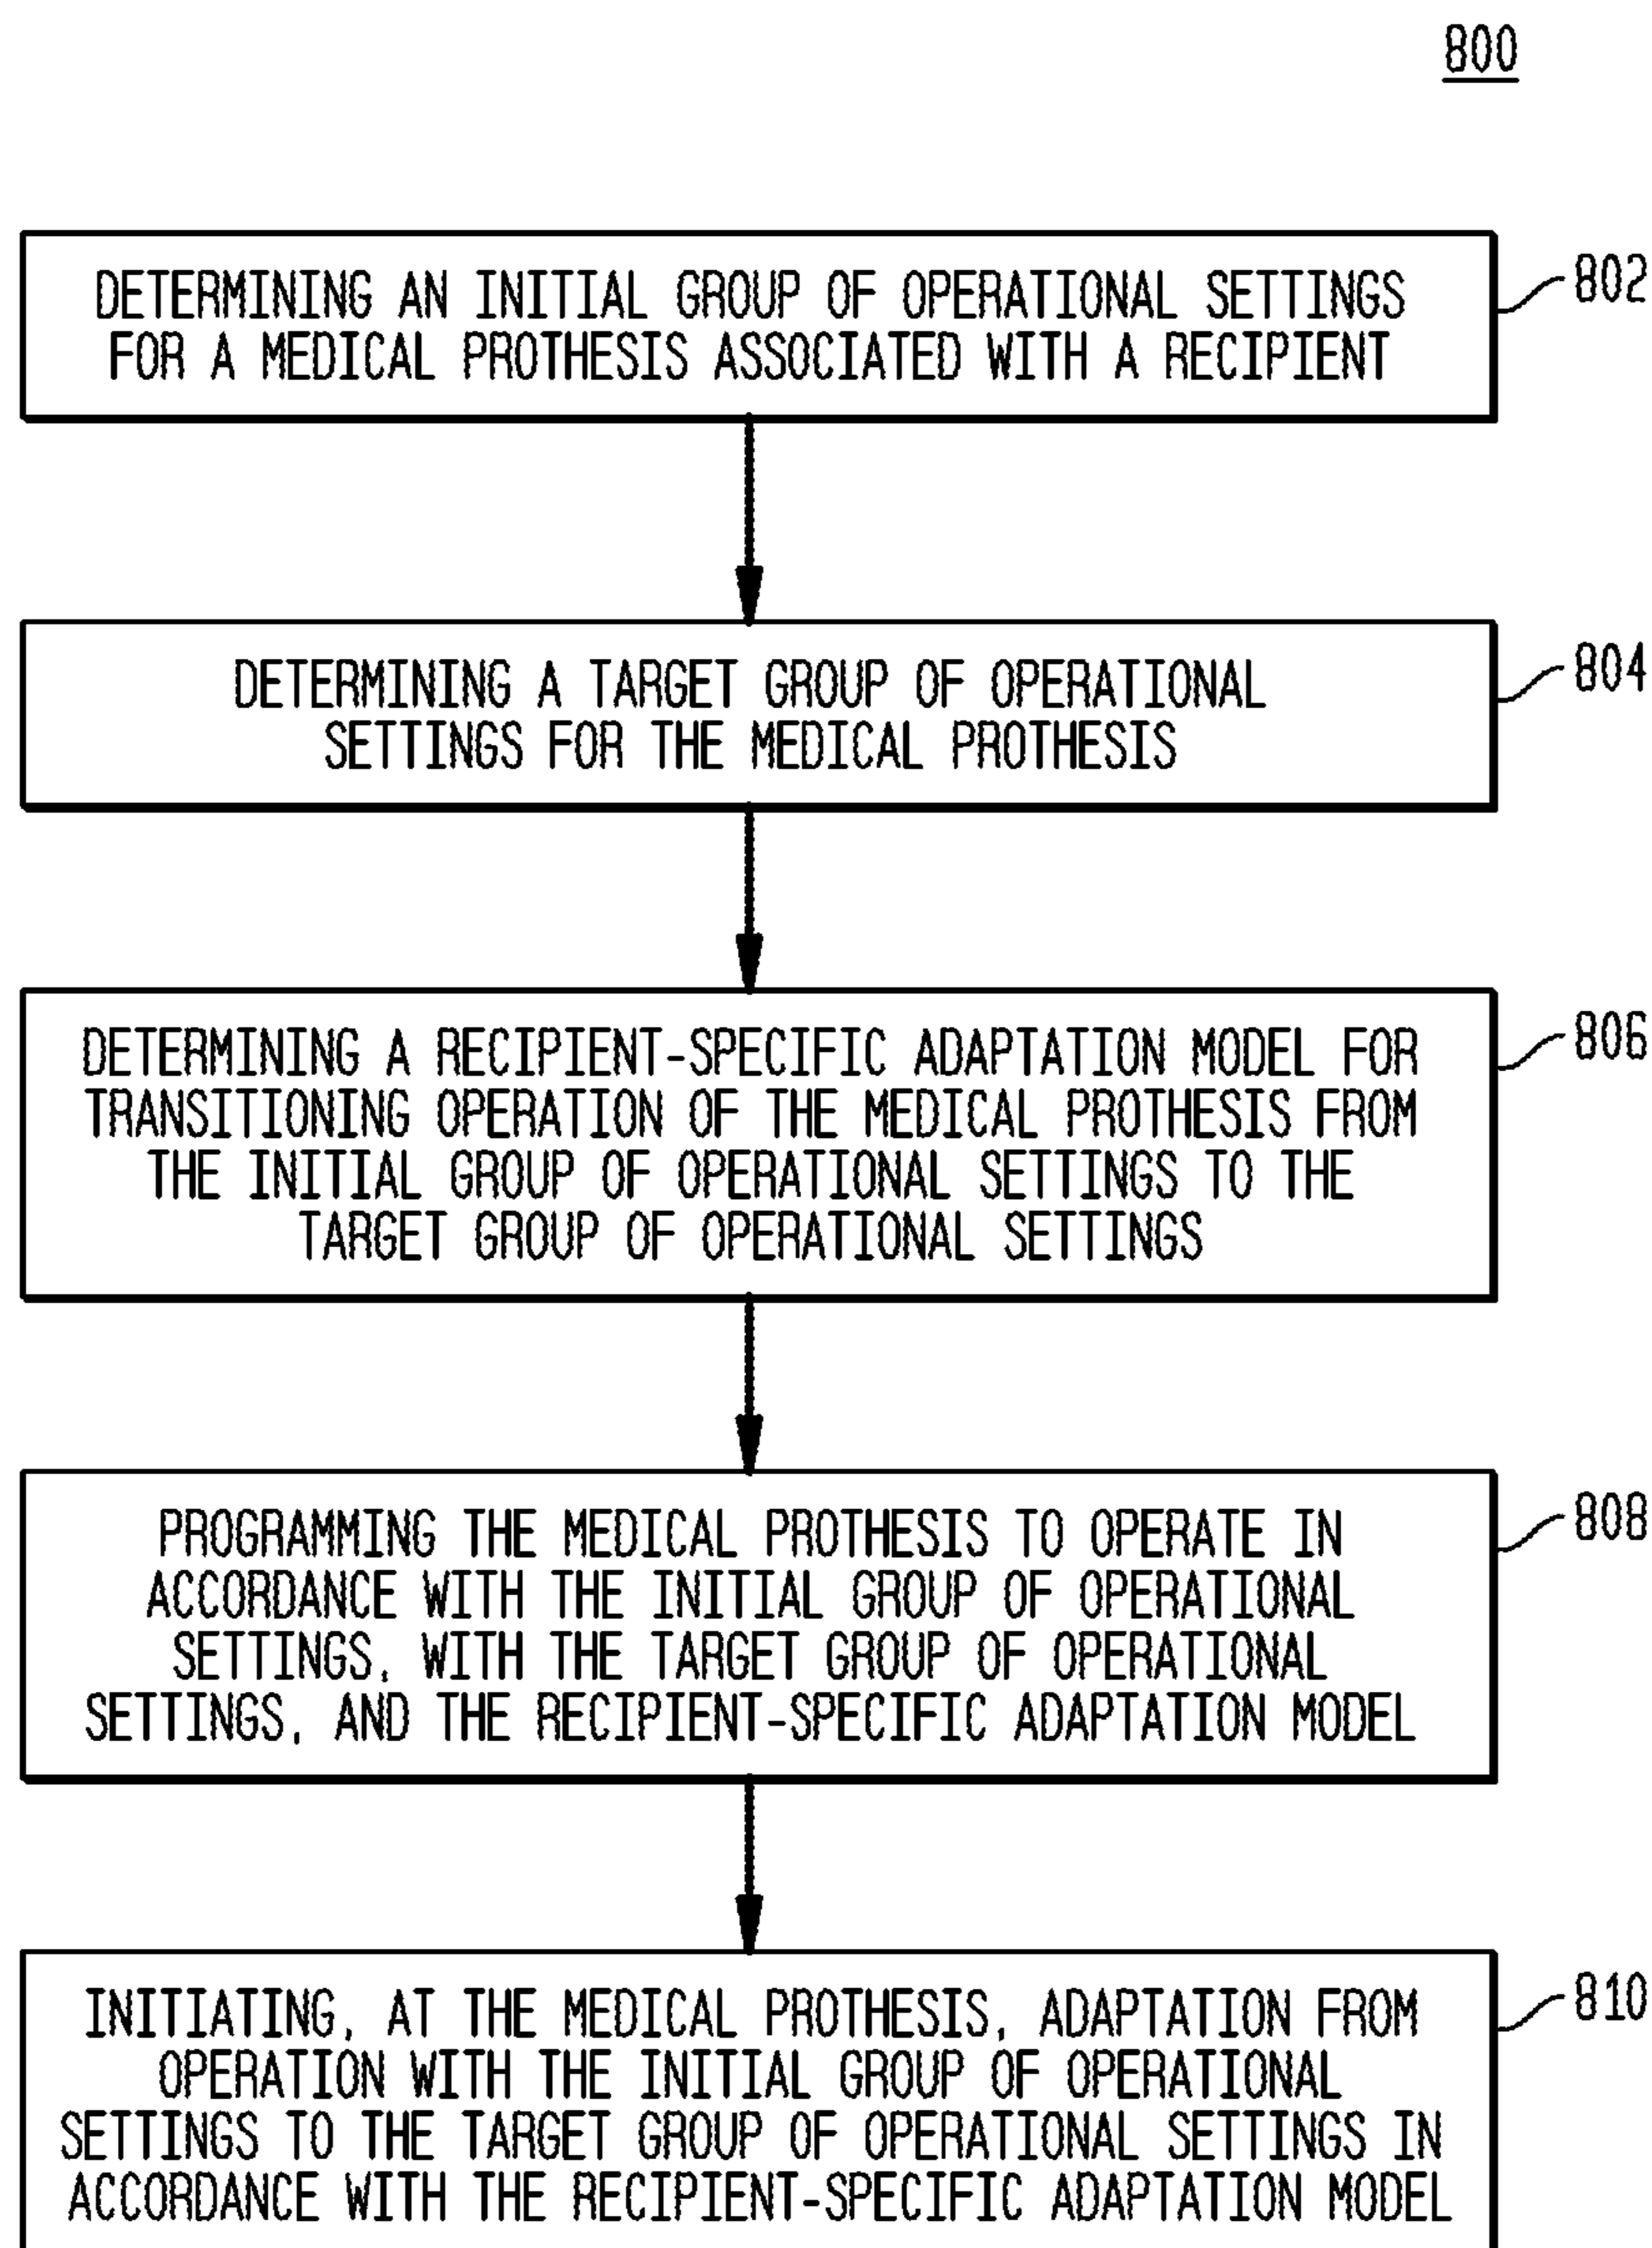 800
DETERMINING AN INITIAL GROUP OF OPERATIONAL SETTINGS
FOR A MEDICAL PROTHESIS ASSOCIATED WITH A RECIPIENT
802
DETERMINING A TARGET GROUP OF OPERATIONAL
SETTINGS FOR THE MEDICAL PROTHESIS
804
DETERMINING A RECIPIENT-SPECIFIC ADAPTATION MODEL FOR
TRANSITIONING OPERATION OF THE MEDICAL PROTHESIS FROM
THE INITIAL GROUP OF OPERATIONAL SETTINGS TO THE
TARGET GROUP OF OPERATIONAL SETTINGS
806
PROGRAMMING THE MEDICAL PROTHESIS TO OPERATE IN
ACCORDANCE WITH THE INITIAL GROUP OF OPERATIONAL
SETTINGS, WITH THE TARGET GROUP OF OPERATIONAL
SETTINGS, AND THE RECIPIENT-SPECIFIC ADAPTATION MODEL
808
INITIATING, AT THE MEDICAL PROTHESIS, ADAPTATION FROM
OPERATION WITH THE INITIAL GROUP OF OPERATIONAL
SETTINGS TO THE TARGET GROUP OF OPERATIONAL SETTINGS IN
ACCORDANCE WITH THE RECIPIENT-SPECIFIC ADAPTATION MODEL
810